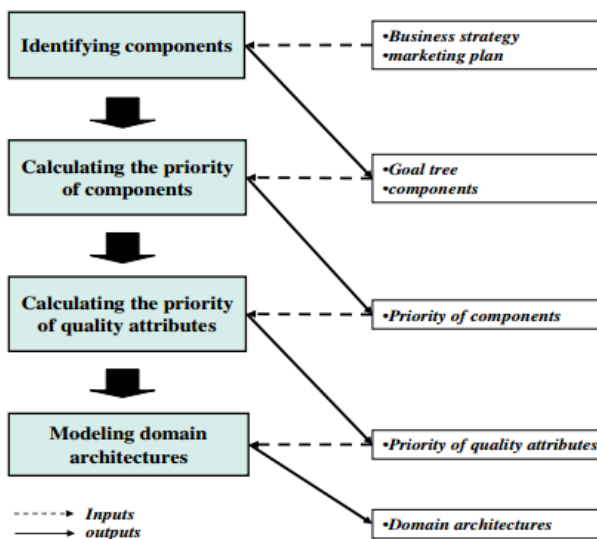 Identifying components
•Business strategy
•marketing plan
Calculating the priority
of components
•Goal tree
•components
Calculating the priority
of quality attributes
•Priority of components
Modeling domain
architectures
•Priority of quality attributes
Inputs
outputs
•Domain architectures